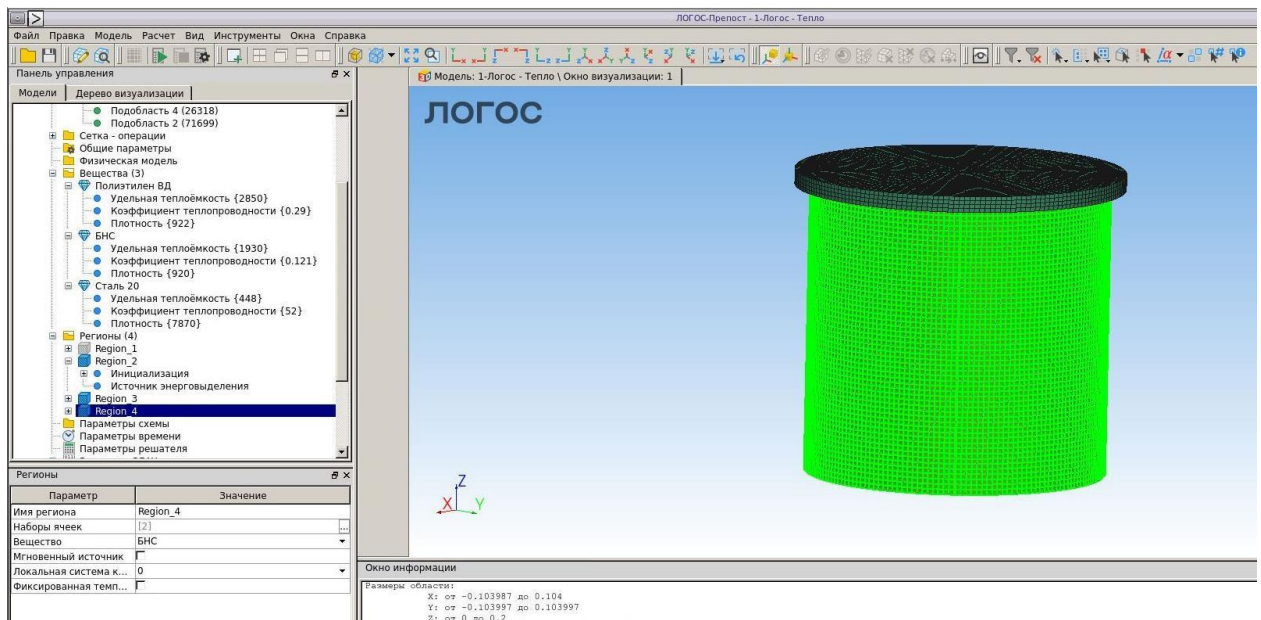 ЛОГОС-Препост - 1-Логос - Тепло
Файл Правка Модель Расчет Вид Инструменты Окна Справка
Панель управления
Модель: 1-Логос - Тепло \ Окно визуализации: 1
Модели Дерево визуализации
ЛОГОС
Подобласть 4 (26318)
Подобласть 2 (71699)
Сетка - операции
Общие параметры
Физическая модель
Вещества (3)
Полиэтилен ВД
Удельная теплоёмкость {2850}
Коэффициент теплопроводности {0.29}
Плотность {922}
БНС
Удельная теплоёмкость {1930}
Коэффициент теплопроводности {0.121}
Плотность {920}
Сталь 20
Удельная теплоёмкость {448}
Коэффициент теплопроводности {52}
Плотность {7870}
Регионы (4)
Region_1
Region_2
Инициализация
Источник энерговыделения
Region_3
Region_4
Параметры схемы
Параметры времени
Параметры решателя
Регионы
Параметр Значение
Имя региона Region_4
Наборы ячеек [2] ...
Вещество БНС
Мгновенный источник
Локальная система к... 0
Фиксированная темп...
Z
X Y
Окно информации
Размеры области:
X: от -0.103987 до 0.104
Y: от -0.103997 до 0.103997
Z: от 0 до 0.2